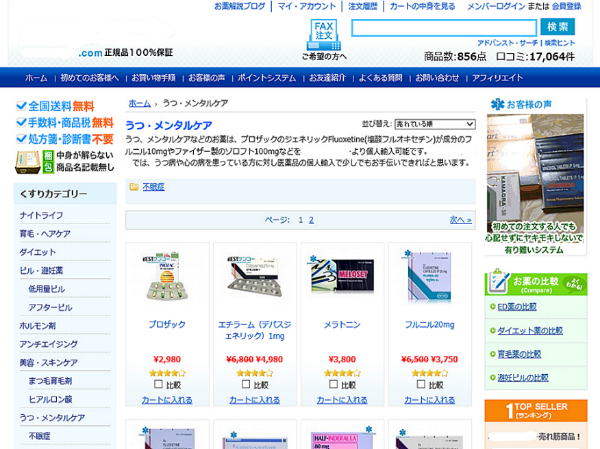 お薬解説ブログ | マイ・アカウント | 注文履歴 | カートの中身を見る メンバーログイン または 会員登録
FAX
注文
ご希望の方へ
検索
アドバンスト・サーチ | 検索ヒント
.com 正規品100%保証
商品数:856点 口コミ:17,064件
ホーム | 初めてのお客様へ | お買い物手順 | お客様の声 | ポイントシステム | お友達紹介 | よくある質問 | お問い合わせ | アフィリエイト
全国送料無料
手数料・商品税無料
処方箋・診断書不要
梱包 中身が解らない
商品名記載無し
くすりカテゴリー
ナイトライフ
育毛・ヘアケア
ダイエット
ピル・避妊薬
低用量ピル
アフターピル
ホルモン剤
アンチエイジング
美容・スキンケア
まつ毛育毛剤
ヒアルロン酸
うつ・メンタルケア
不眠症
ホーム › うつ・メンタルケア
うつ・メンタルケア
並び替え: 売れている順
うつ、メンタルケアなどのお薬は、プロザックのジェネリックFluoxetine(塩酸フルオキセチン)が成分のフ
ルニル10mgやファイザー製のゾロフト100mgなどを より個人輸入可能です。
では、うつ病や心の病を患っている方に対し医薬品の個人輸入で少しでもお手伝いできればと思います。
不眠症
ページ: 1 2
次へ »
プロザック
¥2,980
比較
カートに入れる
エチラーム（デパスジ
ェネリック）1mg
¥6,800 ¥4,980
比較
カートに入れる
MELOSET
メラトニン
¥3,800
比較
カートに入れる
フルニル20mg
¥6,500 ¥3,750
比較
カートに入れる
HALF-INDERALLA
80 mg
お客様の声
初めての注文する人でも
心配せずにヤキモキしないで
有り難いシステム
お薬の比較
(Compare)
ED薬の比較
ダイエット薬の比較
育毛薬の比較
避妊ピルの比較
1 TOP SELLER
(ランキング)
売れ筋商品！